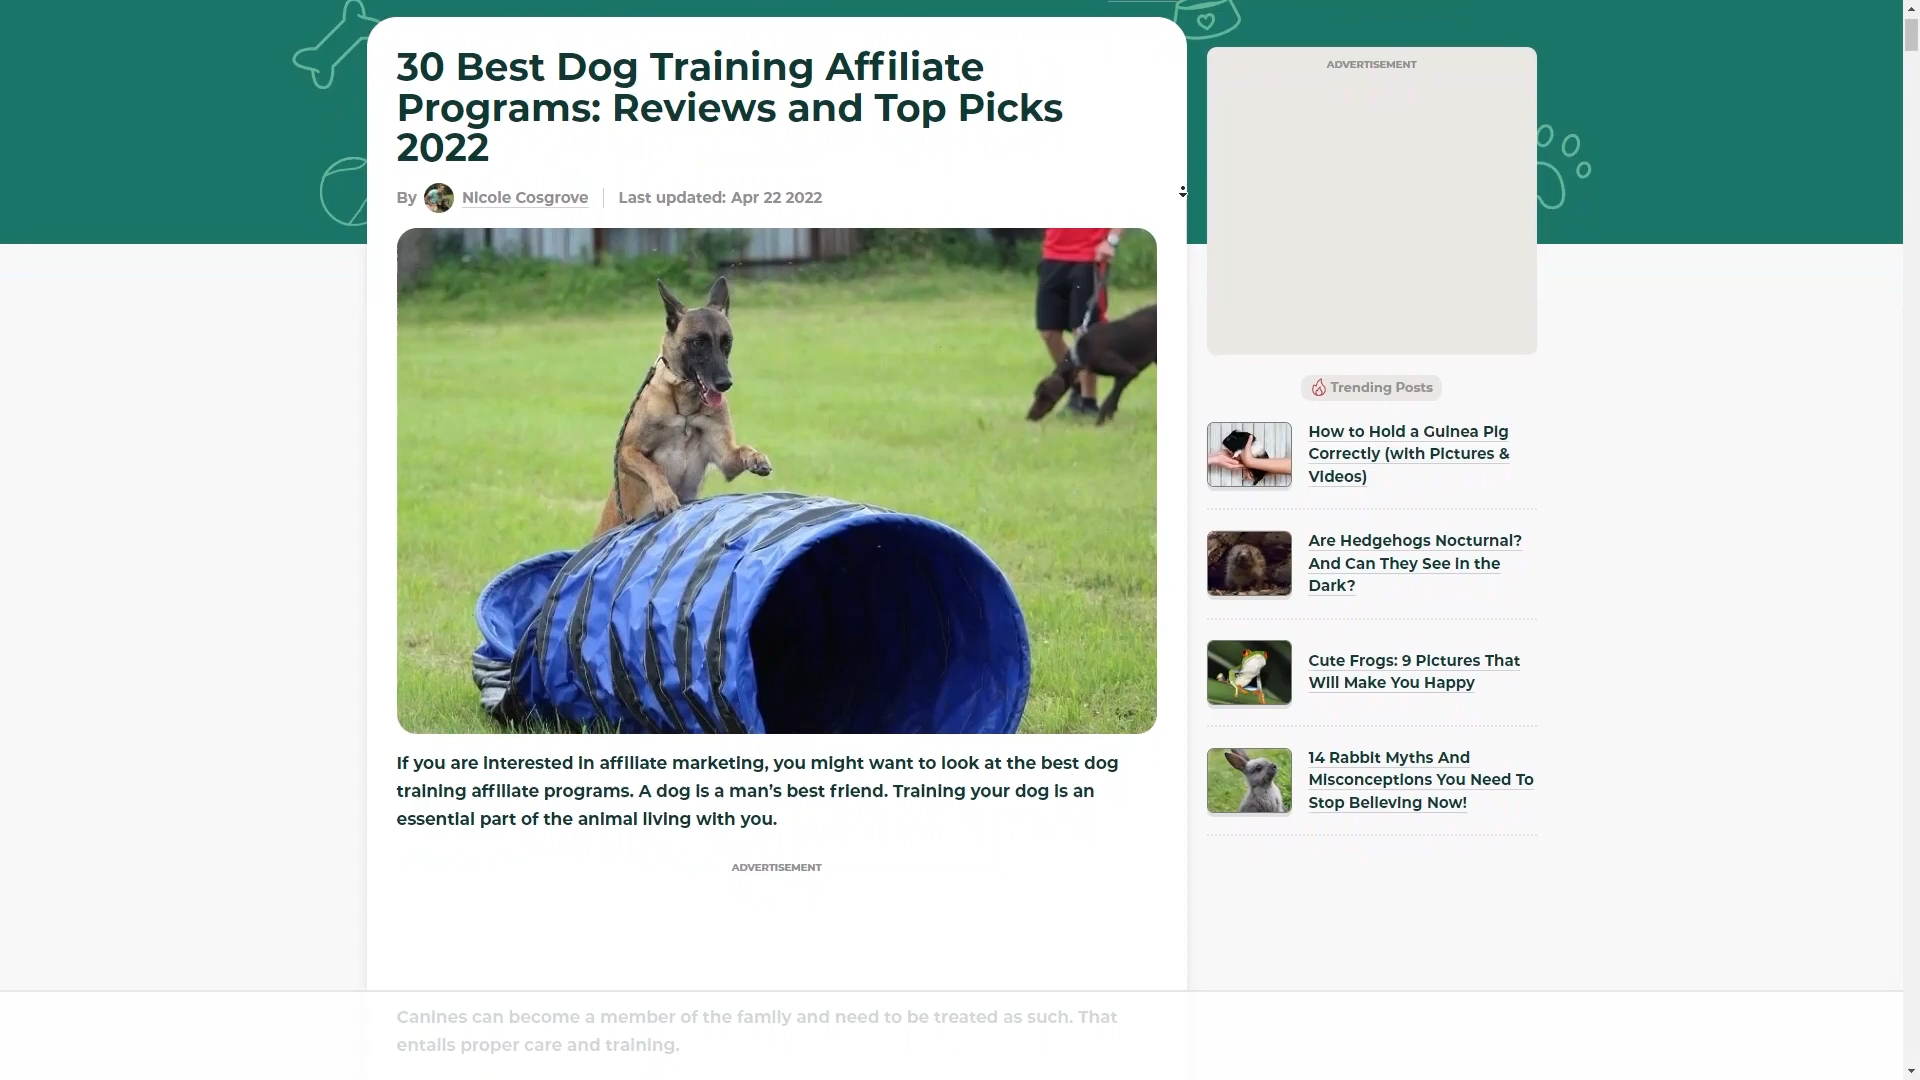 30 Best Dog Training Affiliate
Programs: Reviews and Top Picks
2022
By Nicole Cosgrove Last updated: Apr 22 2022
If you are interested in affiliate marketing, you might want to look at the best dog
training affiliate programs. A dog is a man’s best friend. Training your dog is an
essential part of the animal living with you.
ADVERTISEMENT
Canines can become a member of the family and need to be treated as such. That
entails proper care and training.
ADVERTISEMENT
Trending Posts
How to Hold a Guinea Pig
Correctly (with Pictures &
Videos)
Are Hedgehogs Nocturnal?
And Can They See in the
Dark?
Cute Frogs: 9 Pictures That
Will Make You Happy
14 Rabbit Myths And
Misconceptions You Need To
Stop Believing Now!